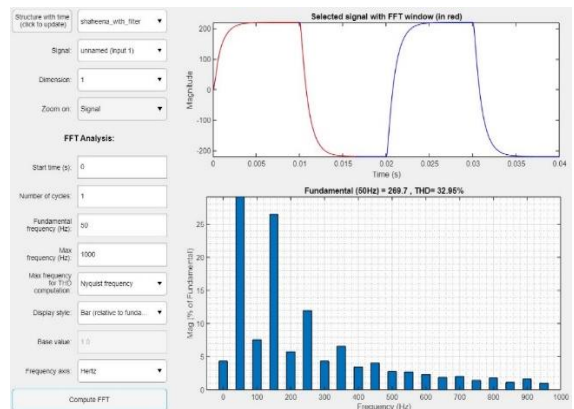 Structure with time
(click to update)
shaheena_with_filter
Signal:
unnamed (Input 1)
Dimension:
1
Zoom on:
Signal
FFT Analysis:
Start time (s):
0
Number of cycles:
1
Fundamental
frequency (Hz):
50
Max
frequency (Hz):
1000
Max frequency
for THD
computation:
Nyquist frequency
Display style:
Bar (relative to funda...
Base value:
1.0
Frequency axis:
Hertz
Compute FFT
Selected signal with FFT window (in red)
Magnitude
200
100
0
-100
-200
0 0.005 0.01 0.015 0.02 0.025 0.03 0.035 0.04
Time (s)
Fundamental (50Hz) = 269.7 , THD= 32.95%
Mag (% of Fundamental)
25
20
15
10
5
0
0 100 200 300 400 500 600 700 800 900 1000
Frequency (Hz)